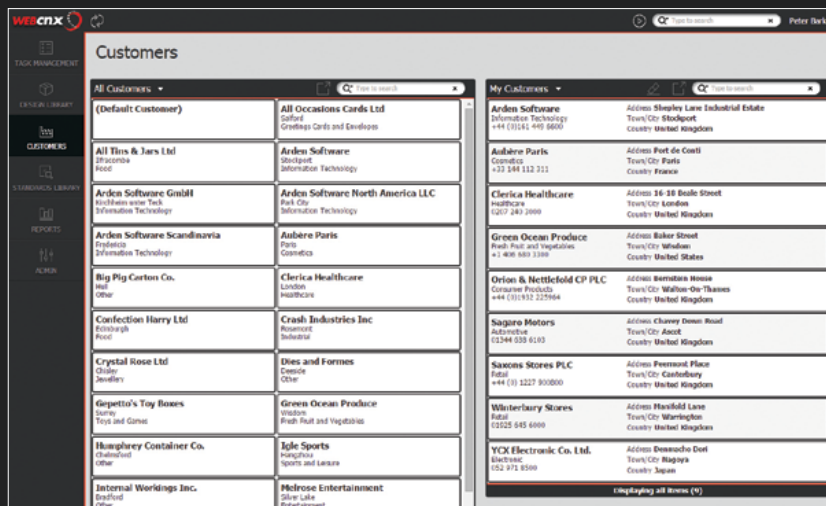 WEBcnx
Type to search
Peter Bark
TASK MANAGEMENT
DESIGN LIBRARY
CUSTOMERS
STANDARDS LIBRARY
REPORTS
ADMIN
Customers
All Customers
Type to search
(Default Customer)
All Occasions Cards Ltd
Salford
Greetings Cards and Envelopes
All Tins & Jars Ltd
Ilfracombe
Food
Arden Software
Stockport
Information Technology
Arden Software GmbH
Kirchheim unter Teck
Information Technology
Arden Software North America LLC
Park City
Information Technology
Arden Software Scandinavia
Fredericia
Information Technology
Aubère Paris
Paris
Cosmetics
Big Pig Carton Co.
Hull
Other
Clerica Healthcare
London
Healthcare
Confection Harry Ltd
Edinburgh
Food
Crash Industries Inc
Rosemont
Industrial
Crystal Rose Ltd
Chisley
Jewellery
Dies and Formes
Deeside
Other
Gepetto's Toy Boxes
Surrey
Toys and Games
Green Ocean Produce
Wisdom
Fresh Fruit and Vegetables
Humphrey Container Co.
Chelmsford
Other
Igle Sports
Hangzhou
Sports and Leisure
Internal Workings Inc.
Bradford
Other
Melrose Entertainment
Silver Lake
Entertainment
My Customers
Type to search
Arden Software
Information Technology
+44 (0)161 445 6600
Address Shepley Lane Industrial Estate
Town/City Stockport
Country United Kingdom
Aubère Paris
Cosmetics
+33 144 112 311
Address Port de Conti
Town/City Paris
Country France
Clerica Healthcare
Healthcare
0207 243 3000
Address 16-18 Beale Street
Town/City London
Country United Kingdom
Green Ocean Produce
Fresh Fruit and Vegetables
+1 406 689 3300
Address Baker Street
Town/City Wisdom
Country United States
Orion & Nettlefold CP PLC
Consumer Products
+44 (0)1932 225984
Address Bernstein House
Town/City Walton-On-Thames
Country United Kingdom
Sagaro Motors
Automotive
01344 635 6103
Address Chavey Down Road
Town/City Ascot
Country United Kingdom
Saxons Stores PLC
Retail
+44 (0) 1227 900800
Address Peermont Place
Town/City Canterbury
Country United Kingdom
Winterbury Stores
Retail
01925 645 6000
Address Manifold Lane
Town/City Warrington
Country United Kingdom
YCX Electronic Co. Ltd.
Electronic
052 971 8500
Address Denmacho Dori
Town/City Nagoya
Country Japan
Displaying all items (9)